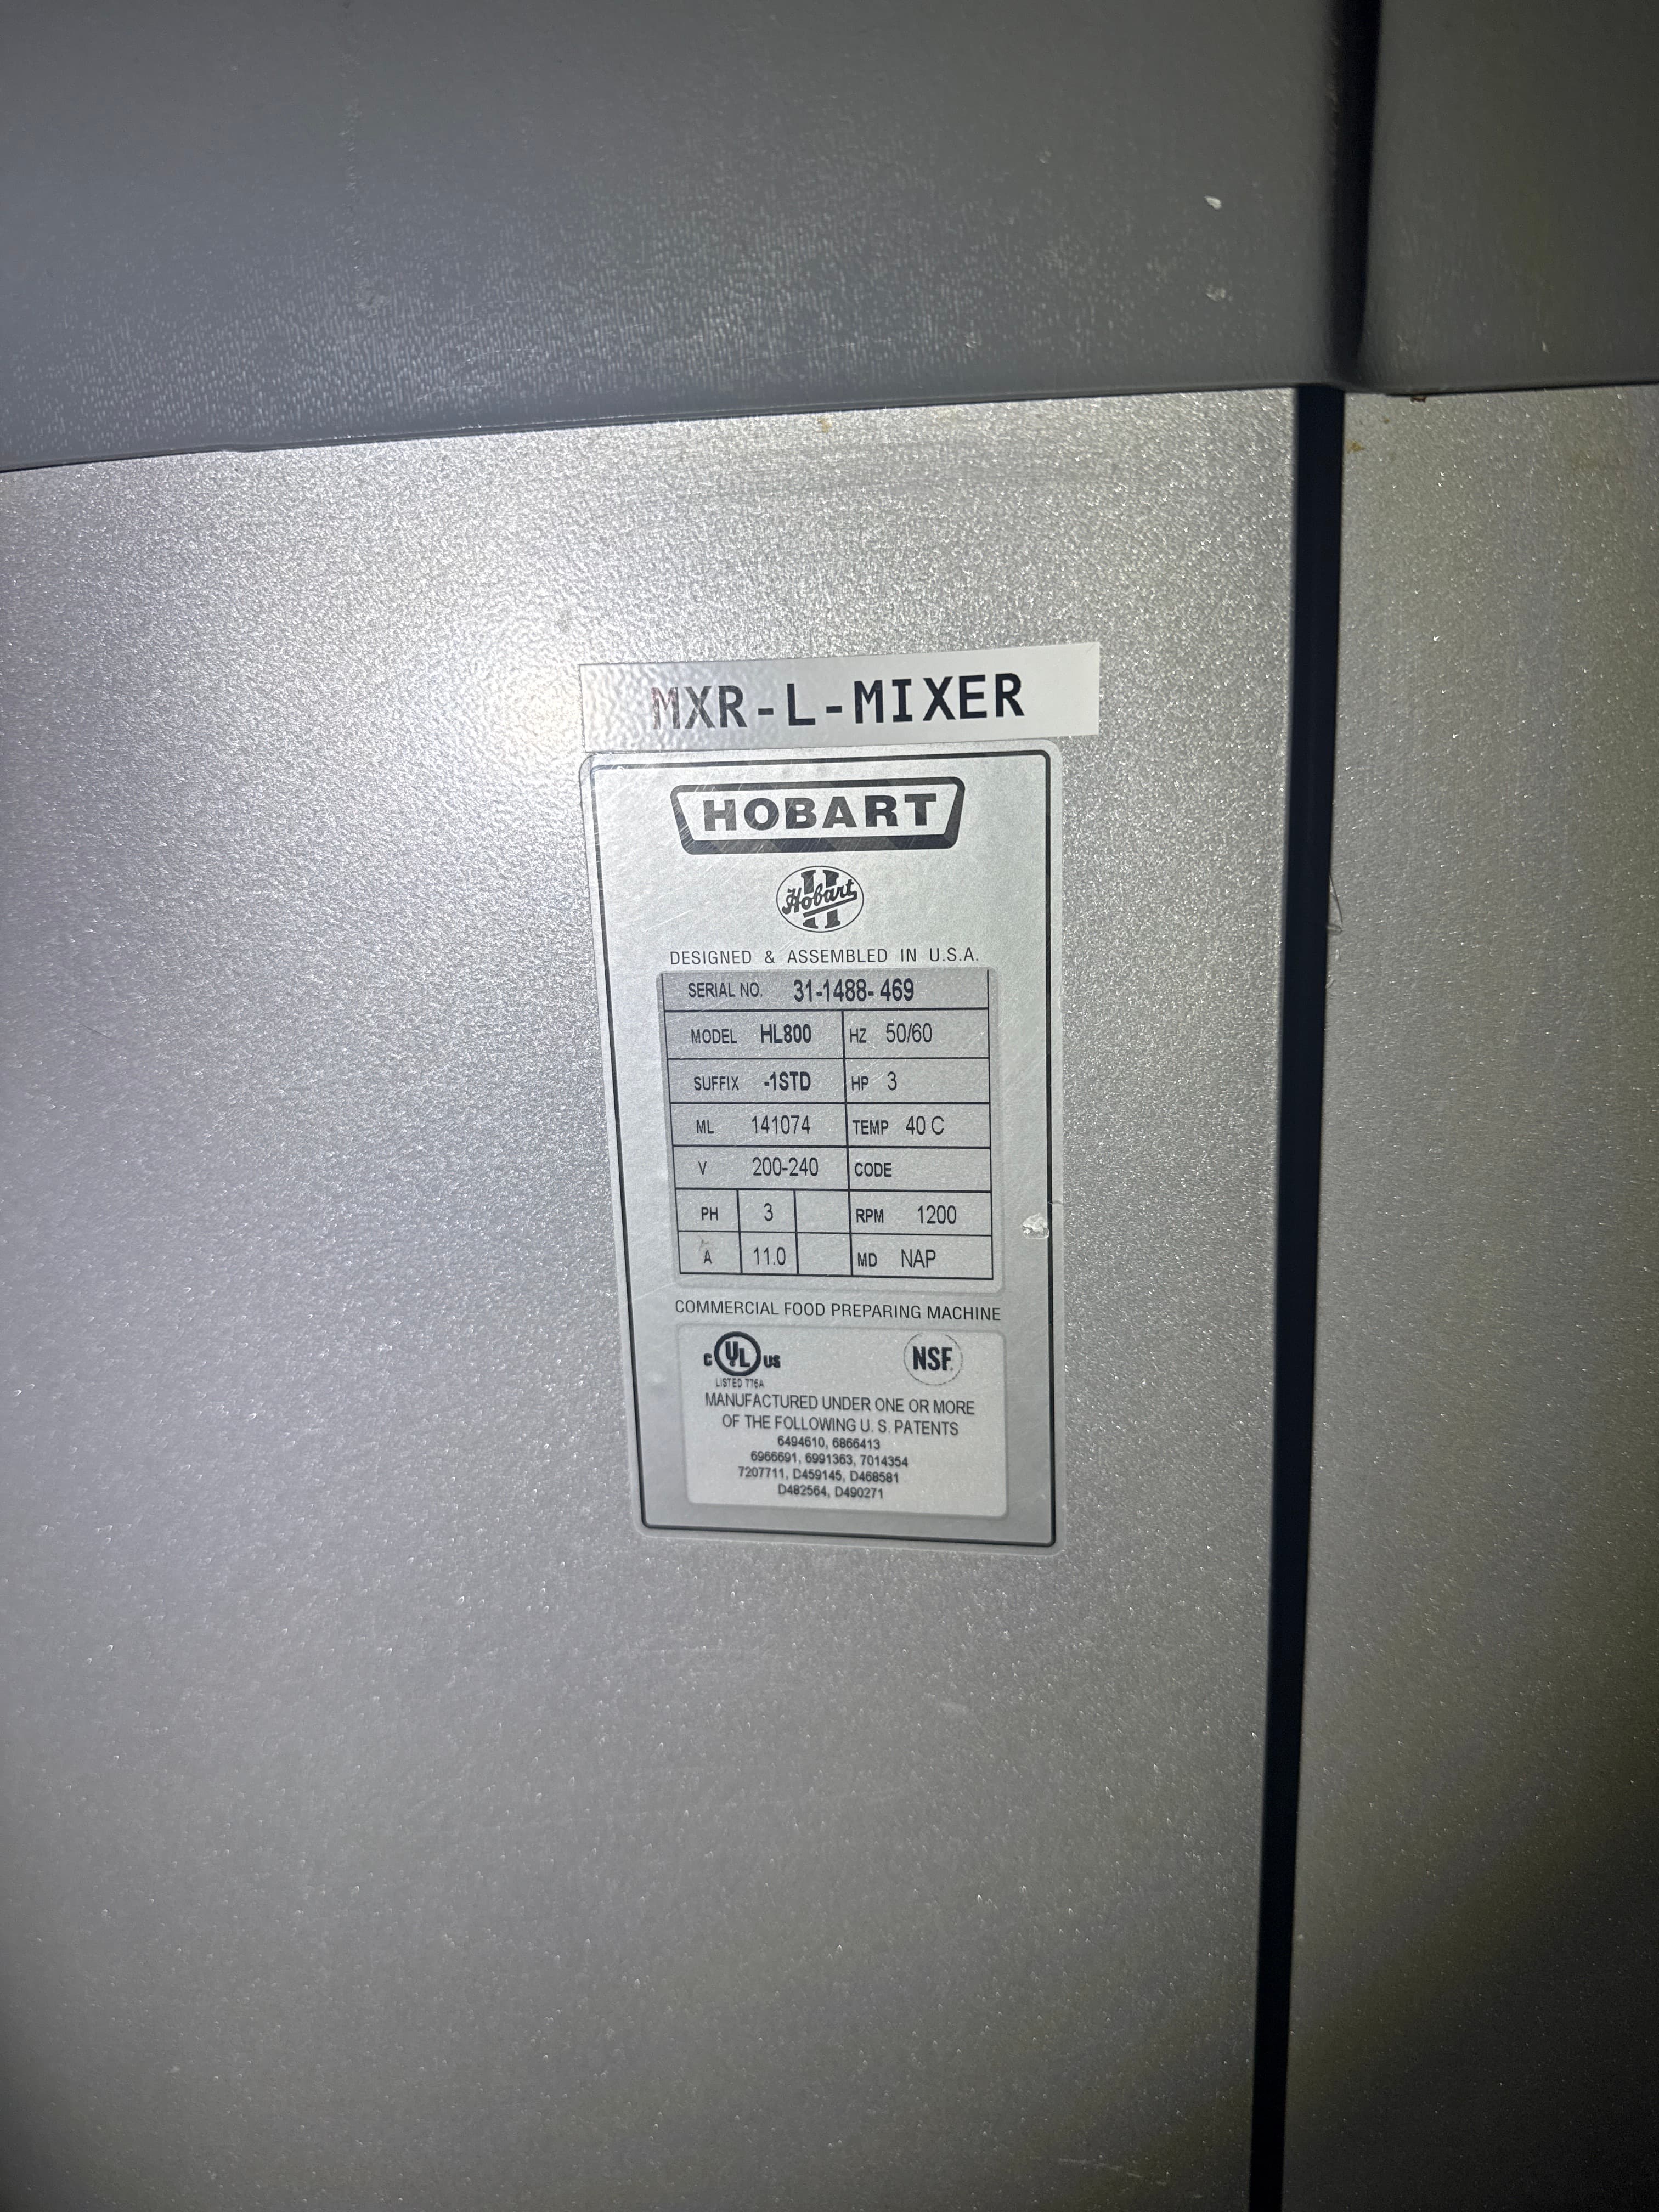 MXR-L-MIXER
HOBART
Hobart
DESIGNED & ASSEMBLED IN U.S.A.
SERIAL NO. 31-1488-469
MODEL HL800 HZ 50/60
SUFFIX -1STD HP 3
ML 141074 TEMP 40 C
V 200-240 CODE
PH 3 RPM 1200
A 11.0 MD NAP
COMMERCIAL FOOD PREPARING MACHINE
C UL US NSF
LISTED 776A
MANUFACTURED UNDER ONE OR MORE
OF THE FOLLOWING U. S. PATENTS
6494610, 6866413
6966691, 6991363, 7014354
7207711, D459145, D468581
D482564, D490271